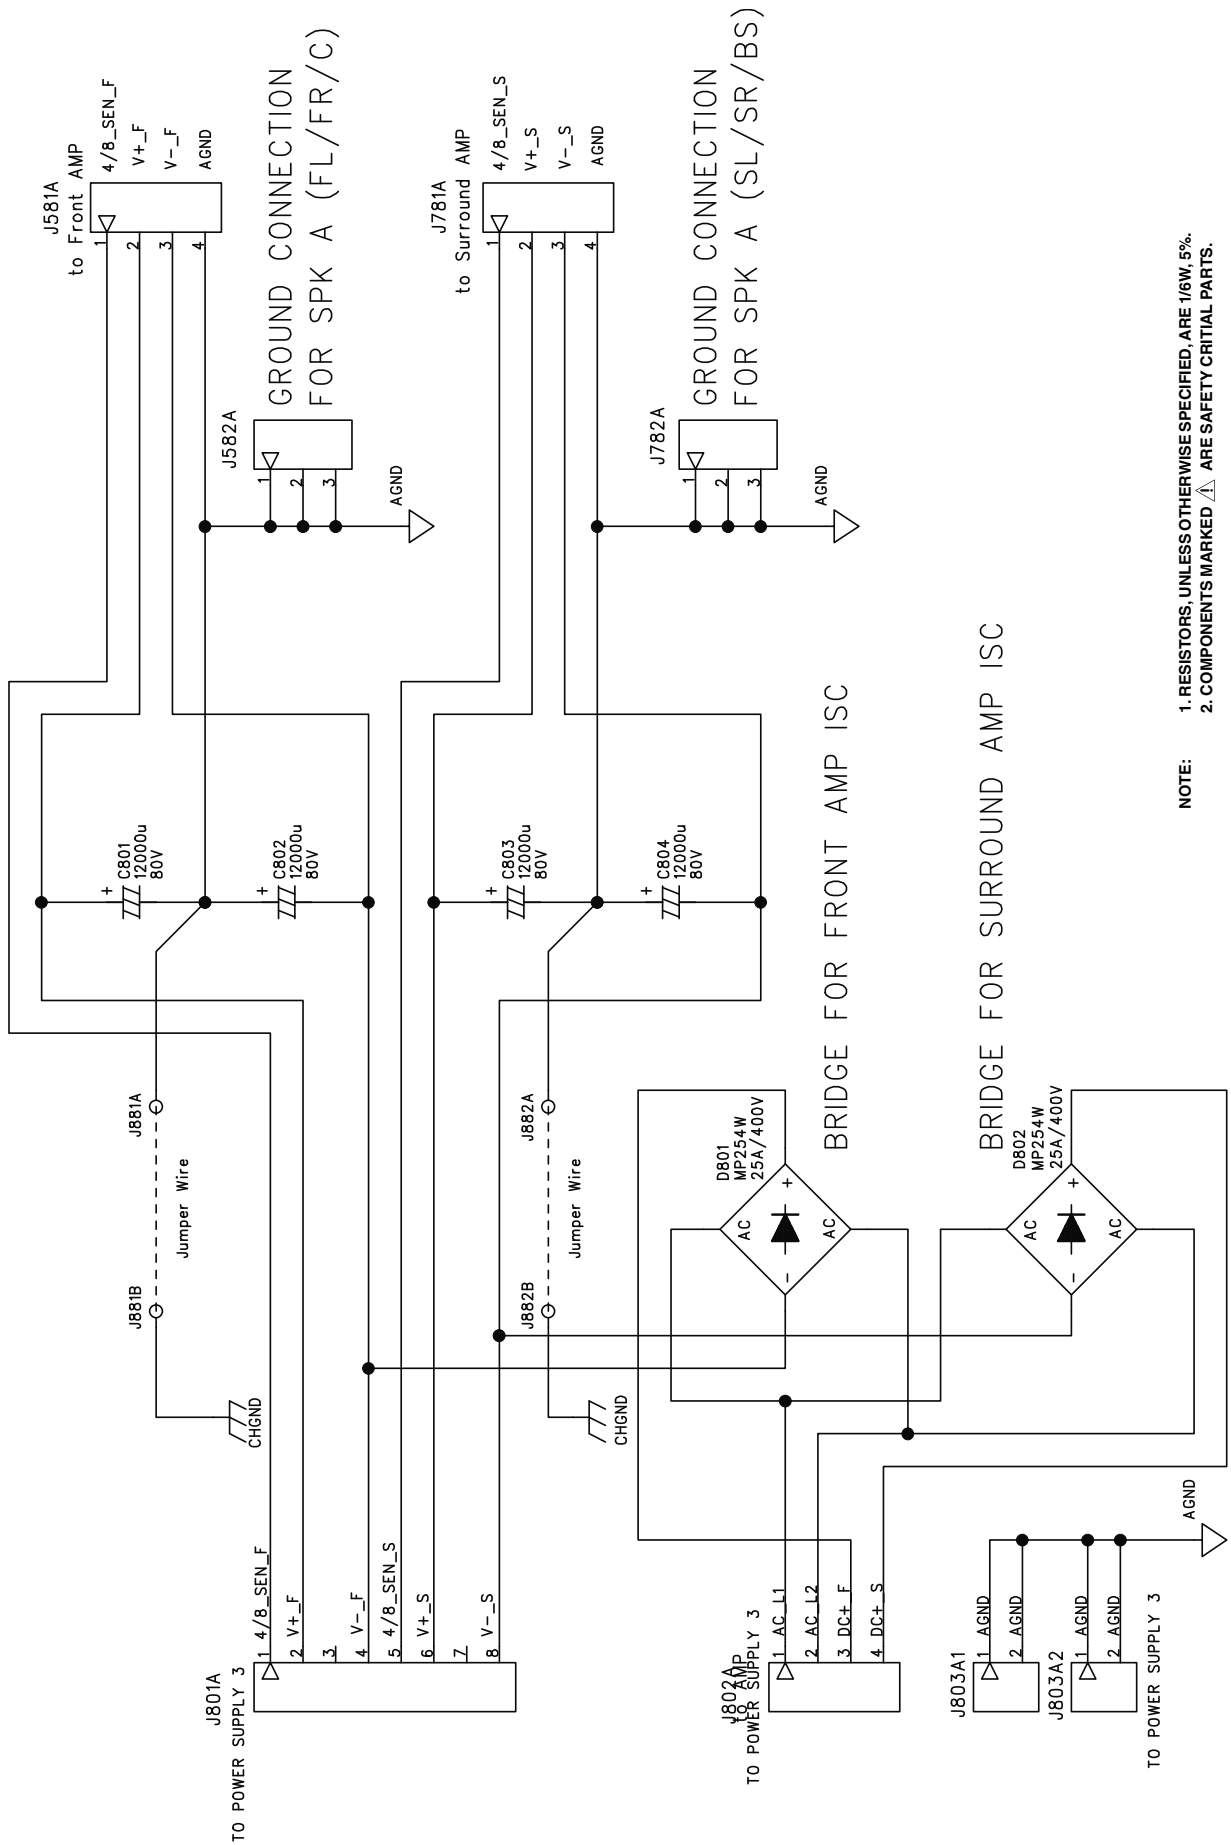 J801A
TO POWER SUPPLY 3
1 4/8_SEN_F
2 V+_F
3
4 V-_F
5 4/8_SEN_S
6 V+_S
7
8 V-_S
J881B
J881A
Jumper Wire
CHGND
J882B
J882A
Jumper Wire
CHGND
+
C801
12000u
80V
+
C802
12000u
80V
+
C803
12000u
80V
+
C804
12000u
80V
J581A
to Front AMP
1 4/8_SEN_F
2 V+_F
3 V-_F
4 AGND
J582A
1
2
3
AGND
GROUND CONNECTION
FOR SPK A (FL/FR/C)
J781A
to Surround AMP
1 4/8_SEN_S
2 V+_S
3 V-_S
4 AGND
J782A
1
2
3
AGND
GROUND CONNECTION
FOR SPK A (SL/SR/BS)
J802A
to AMP
TO POWER SUPPLY 3
1 AC_L1
2 AC_L2
3 DC+_F
4 DC+_S
D801
MP254W
25A/400V
AC
- +
AC
BRIDGE FOR FRONT AMP ISC
D802
MP254W
25A/400V
AC
- +
AC
BRIDGE FOR SURROUND AMP ISC
J803A1
1 AGND
2 AGND
J803A2
1 AGND
2 AGND
AGND
TO POWER SUPPLY 3
NOTE: 1. RESISTORS, UNLESS OTHERWISE SPECIFIED, ARE 1/6W, 5%.
2. COMPONENTS MARKED ⚠ ARE SAFETY CRITIAL PARTS.